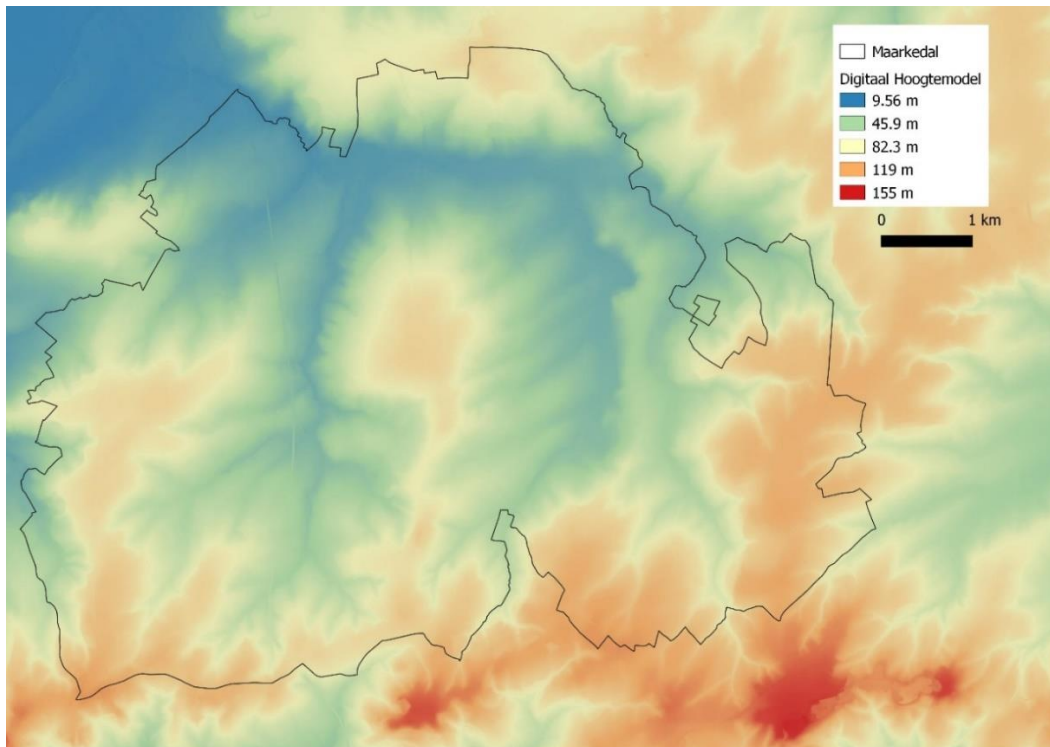 Maarkedal
Digitaal Hoogtemodel
9.56 m
45.9 m
82.3 m
119 m
155 m
0 1 km